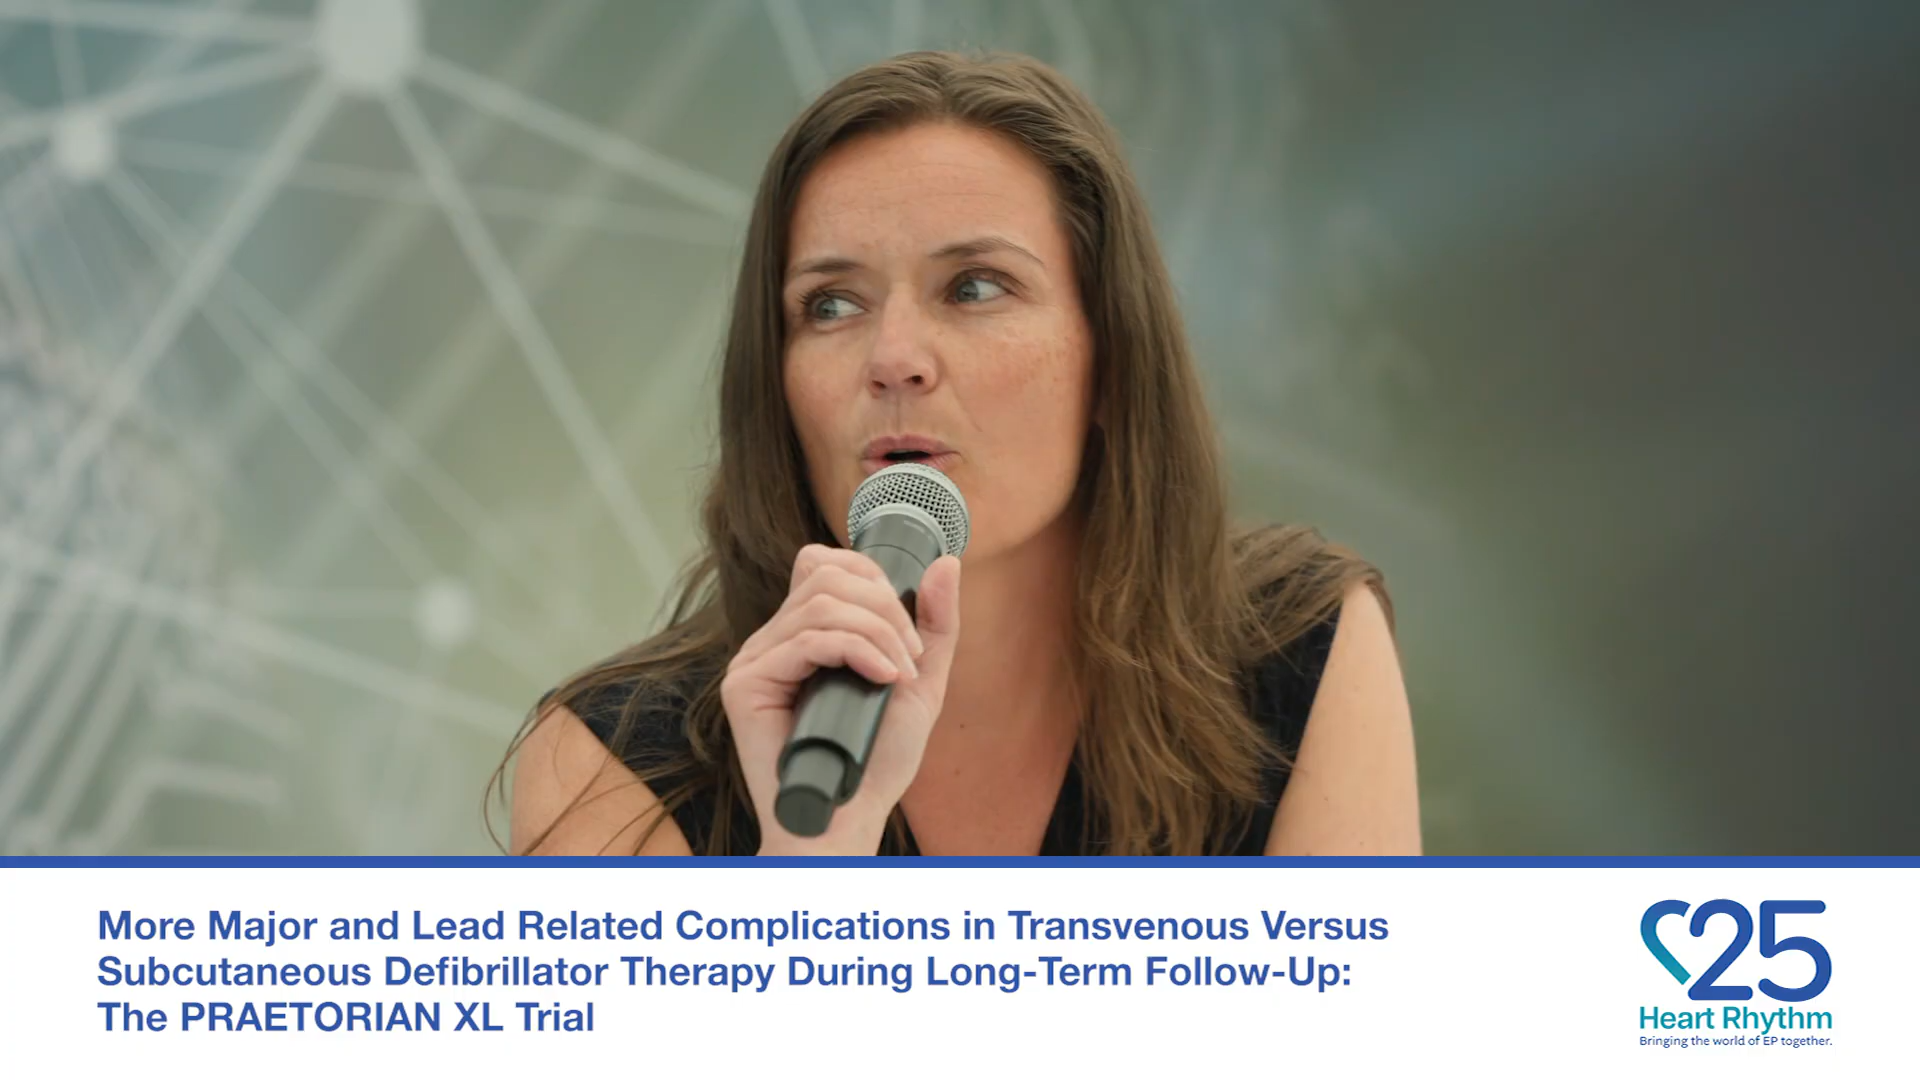 More Major and Lead Related Complications in Transvenous Versus
Subcutaneous Defibrillator Therapy During Long-Term Follow-Up:
The PRAETORIAN XL Trial
25
Heart Rhythm
Bringing the world of EP together.